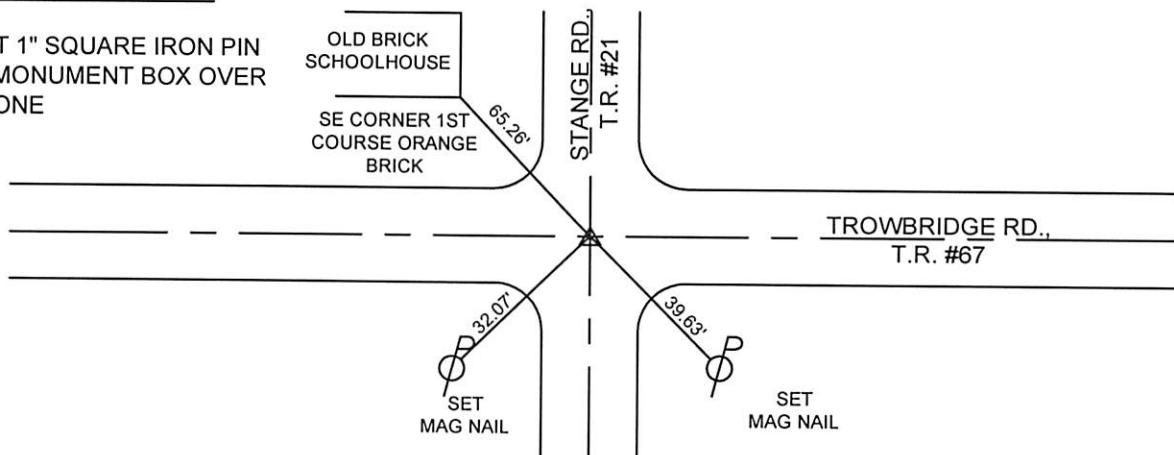 T 1" SQUARE IRON PIN
MONUMENT BOX OVER
ONE
OLD BRICK
SCHOOLHOUSE
SE CORNER 1ST
COURSE ORANGE
BRICK
65.26'
STANGE RD.,
T.R. #21
TROWBRIDGE RD.,
T.R. #67
32.07'
39.63'
P
SET
MAG NAIL
P
SET
MAG NAIL